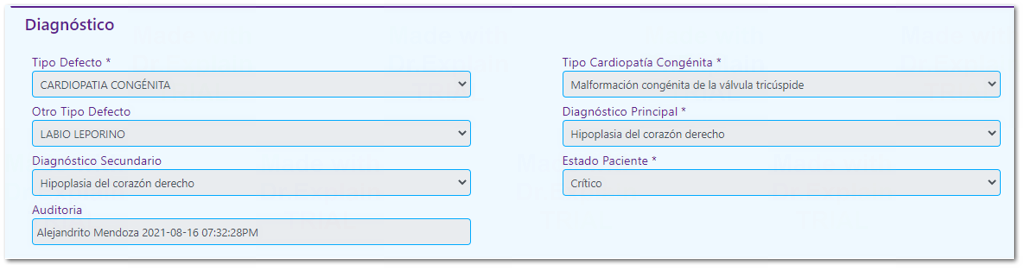 Diagnóstico
Tipo Defecto *
CARDIOPATIA CONGÉNITA
Tipo Cardiopatía Congénita *
Malformación congénita de la válvula tricúspide
Otro Tipo Defecto
LABIO LEPORINO
Diagnóstico Principal *
Hipoplasia del corazón derecho
Diagnóstico Secundario
Hipoplasia del corazón derecho
Estado Paciente *
Crítico
Auditoria
Alejandrito Mendoza 2021-08-16 07:32:28PM